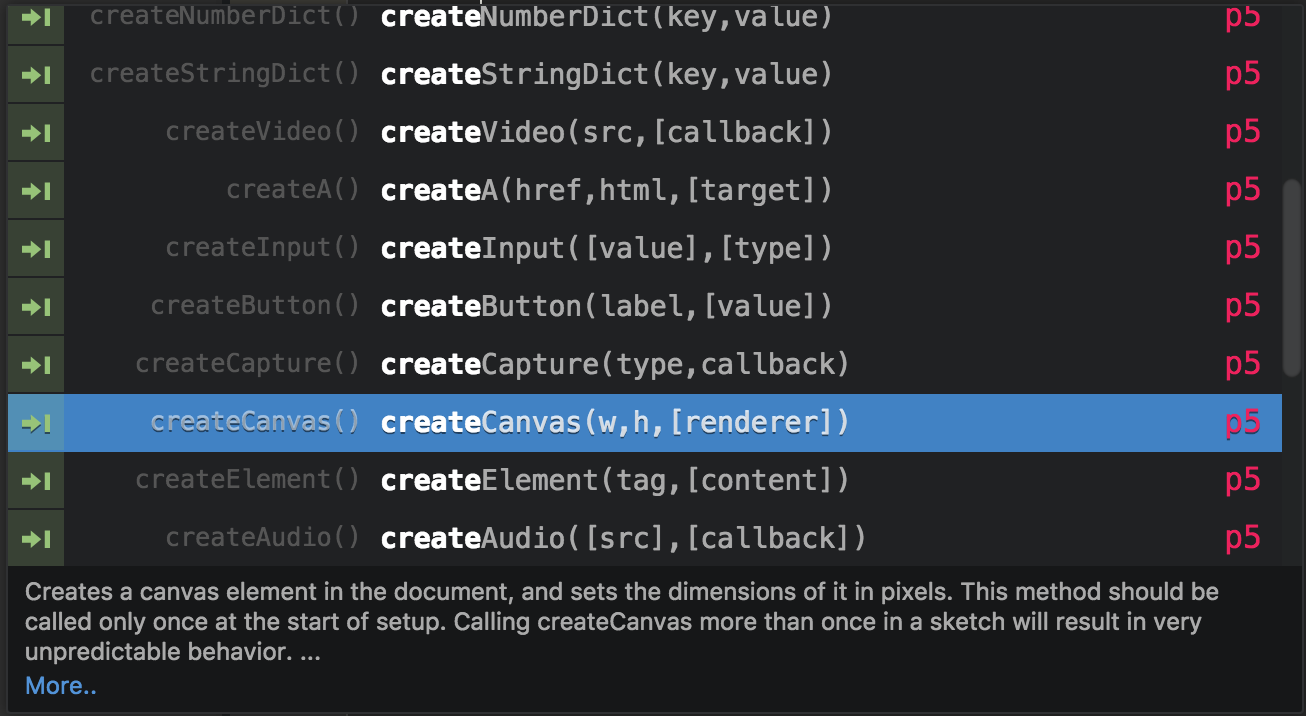 createNumberDict() createNumberDict(key,value) p5
createStringDict() createStringDict(key,value) p5
createVideo() createVideo(src,[callback]) p5
createA() createA(href,html,[target]) p5
createInput() createInput([value],[type]) p5
createButton() createButton(label,[value]) p5
createCapture() createCapture(type,callback) p5
createCanvas() createCanvas(w,h,[renderer]) p5
createElement() createElement(tag,[content]) p5
createAudio() createAudio([src],[callback]) p5
Creates a canvas element in the document, and sets the dimensions of it in pixels. This method should be
called only once at the start of setup. Calling createCanvas more than once in a sketch will result in very
unpredictable behavior. ...
More..